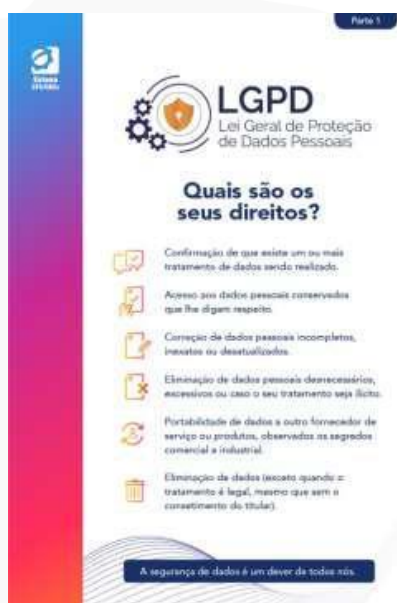 Parte 1
Sistema
LGPD
Lei Geral de Proteção
de Dados Pessoais
Quais são os
seus direitos?
Confirmação de que existe um ou mais
tratamento de dados sendo realizado.
Acesso aos dados pessoais conservados
que lhe digam respeito.
Correção de dados pessoais incompletos,
inexatos ou desatualizados.
Eliminação de dados pessoais desnecessários,
excessivos ou caso o seu tratamento seja ilícito.
Portabilidade de dados a outro fornecedor de
serviço ou produtos, observados os segredos
comercial e industrial.
Eliminação de dados (exceto quando o
tratamento é legal, mesmo que sem o
consetimento do titular).
A segurança de dados é um dever de todos nós.